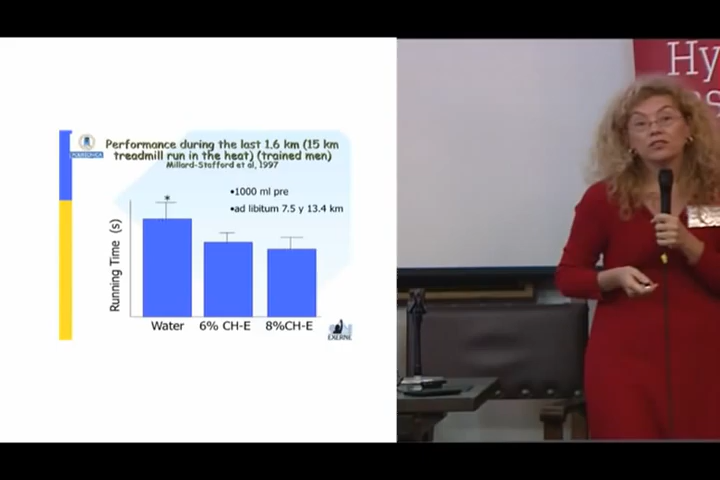 Performance during the last 1.6 km (15 km
treadmill run in the heat) (trained men)
Millard-Stafford et al, 1997
•1000 ml pre
•ad libitum 7.5 y 13.4 km
Running Time (s)
*
Water
6% CH-E
8%CH-E
EXERNET
Hy